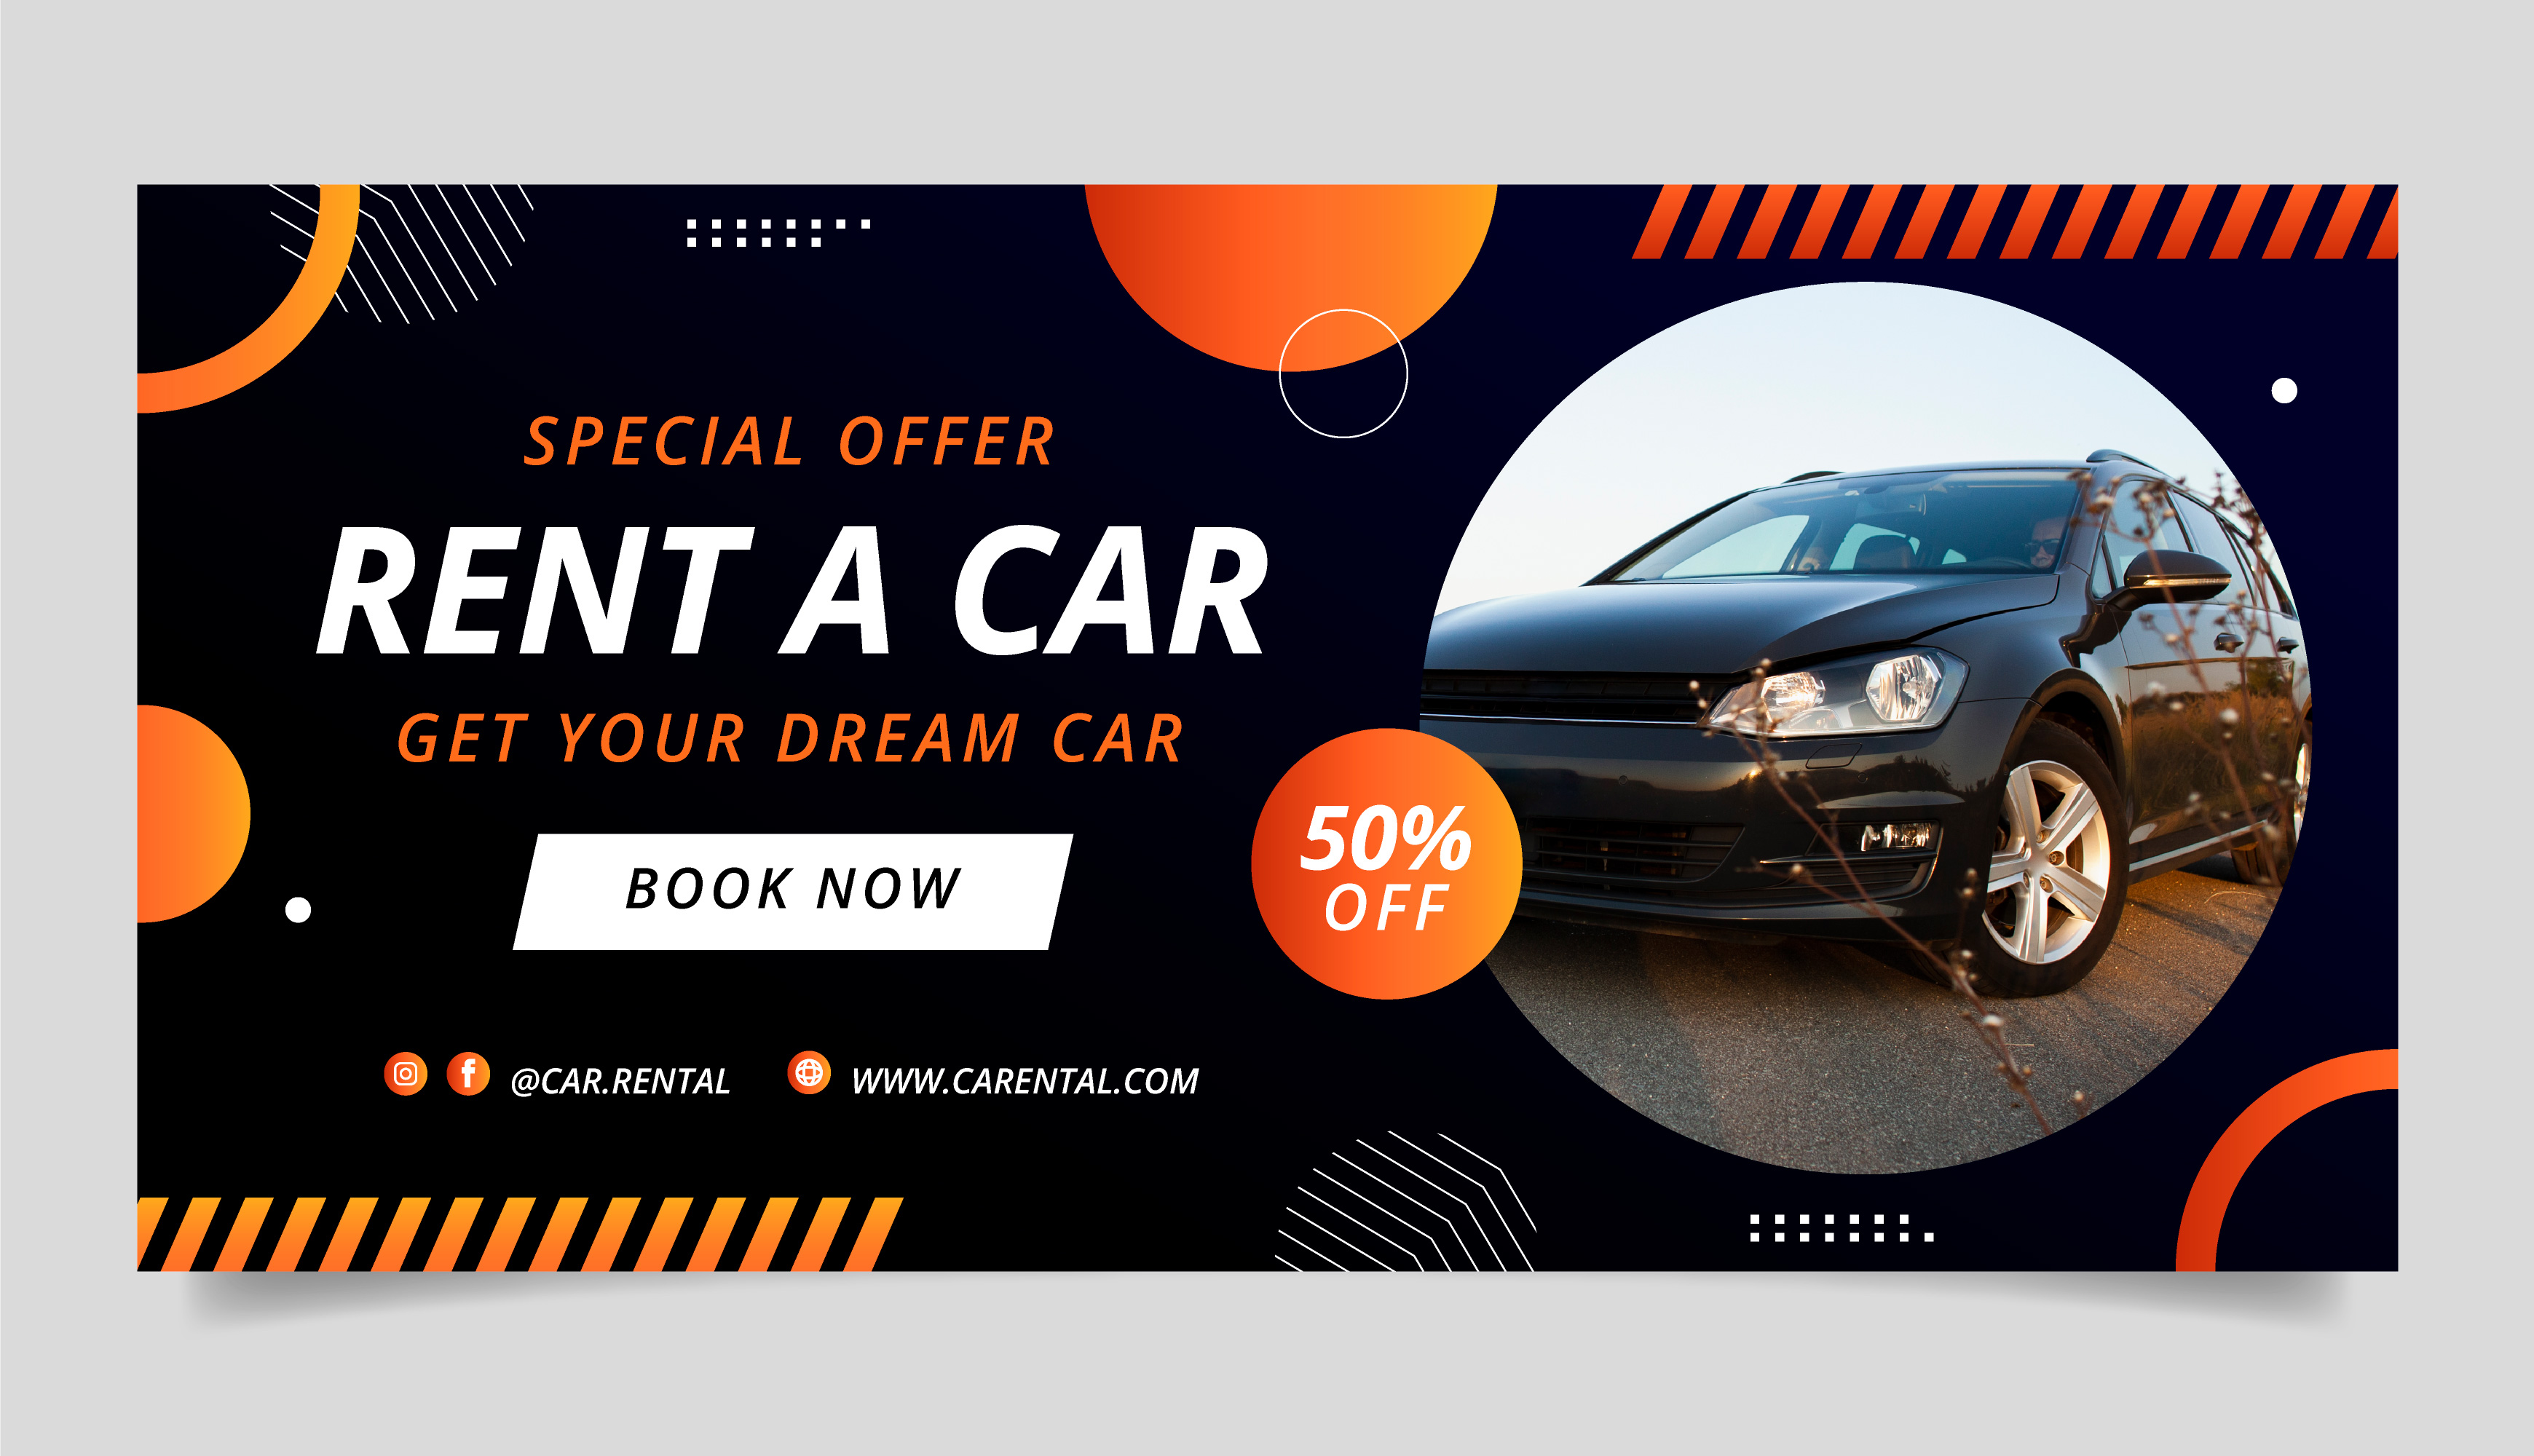 SPECIAL OFFER
RENT A CAR
GET YOUR DREAM CAR
BOOK NOW
50%
OFF
@CAR.RENTAL
WWW.CARENTAL.COM